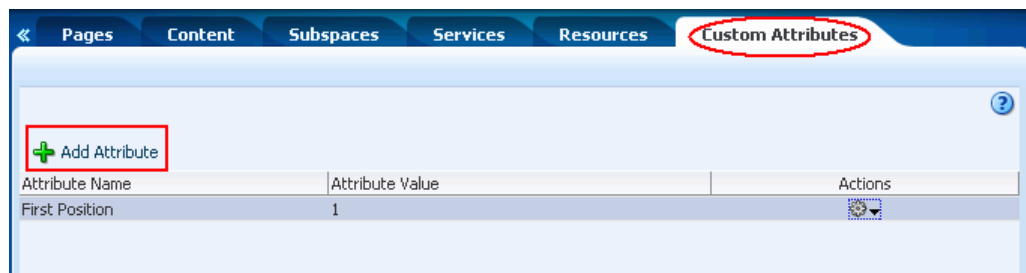 « Pages Content Subspaces Services Resources Custom Attributes
?
Add Attribute
Attribute Name Attribute Value Actions
First Position 1